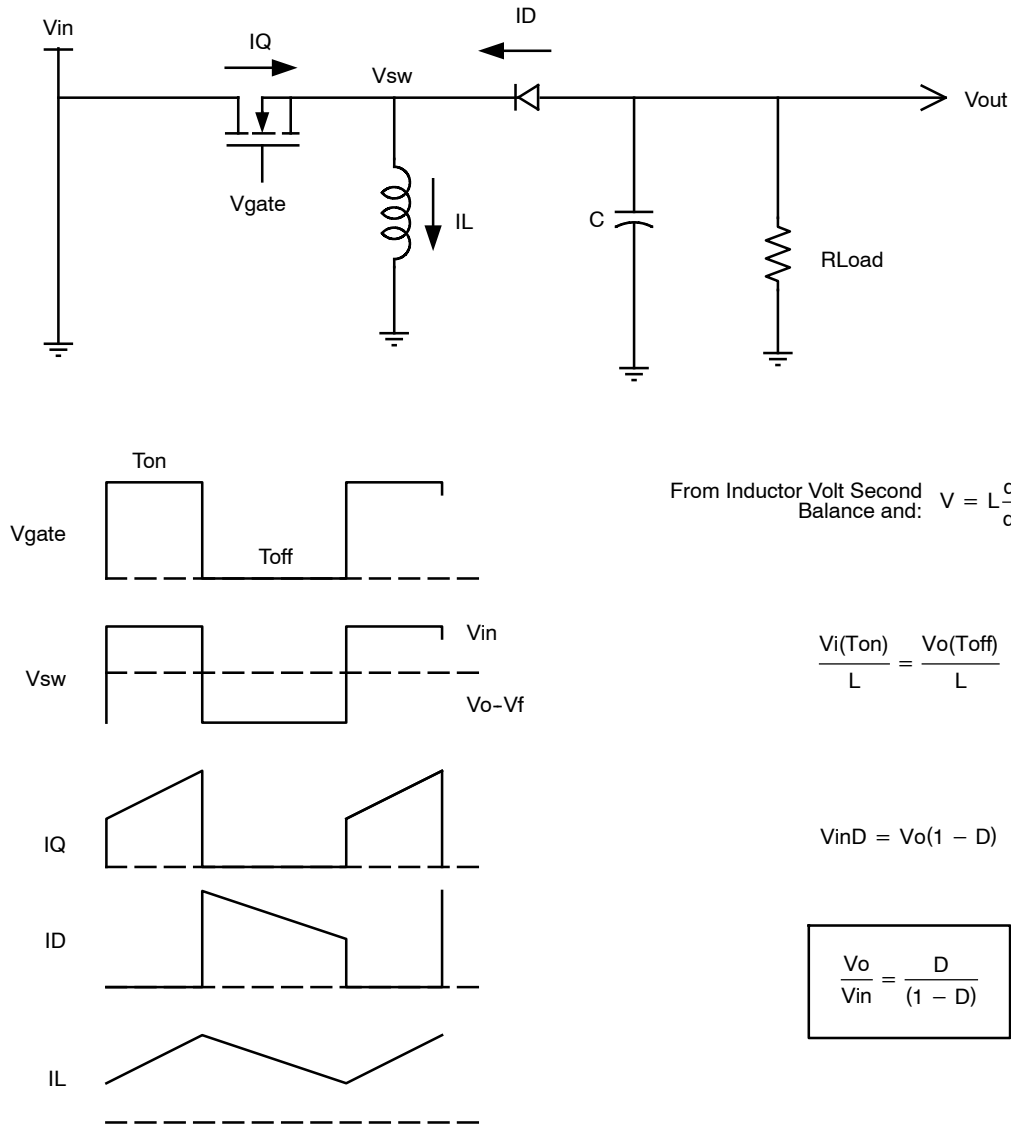 Vin
IQ
ID
Vsw
Vout
Vgate
IL
C
RLoad
Ton
Vgate
Toff
From Inductor Volt Second
Balance and: V = L
Vin
Vsw
Vo-Vf
Vi(Ton)
L
=
Vo(Toff)
L
IQ
VinD = Vo(1 − D)
ID
Vo
Vin
=
D
(1 − D)
IL